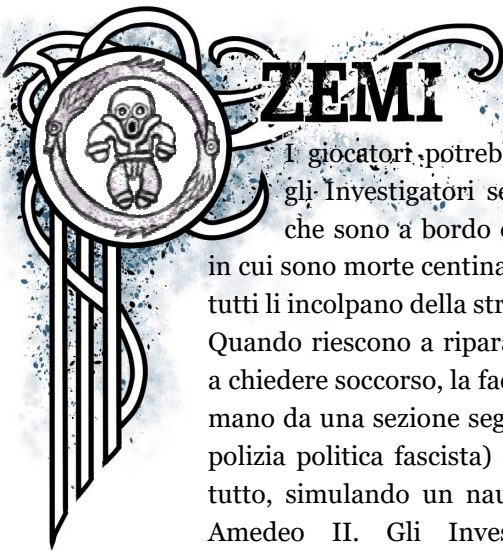 ZEMI
I giocatori potreb
gli Investigatori se
che sono a bordo
in cui sono morte centina
tutti li incolpano della str
Quando riescono a ripara
a chiedere soccorso, la fac
mano da una sezione seg
polizia politica fascista)
tutto, simulando un nau
Amedeo II. Gli Inves